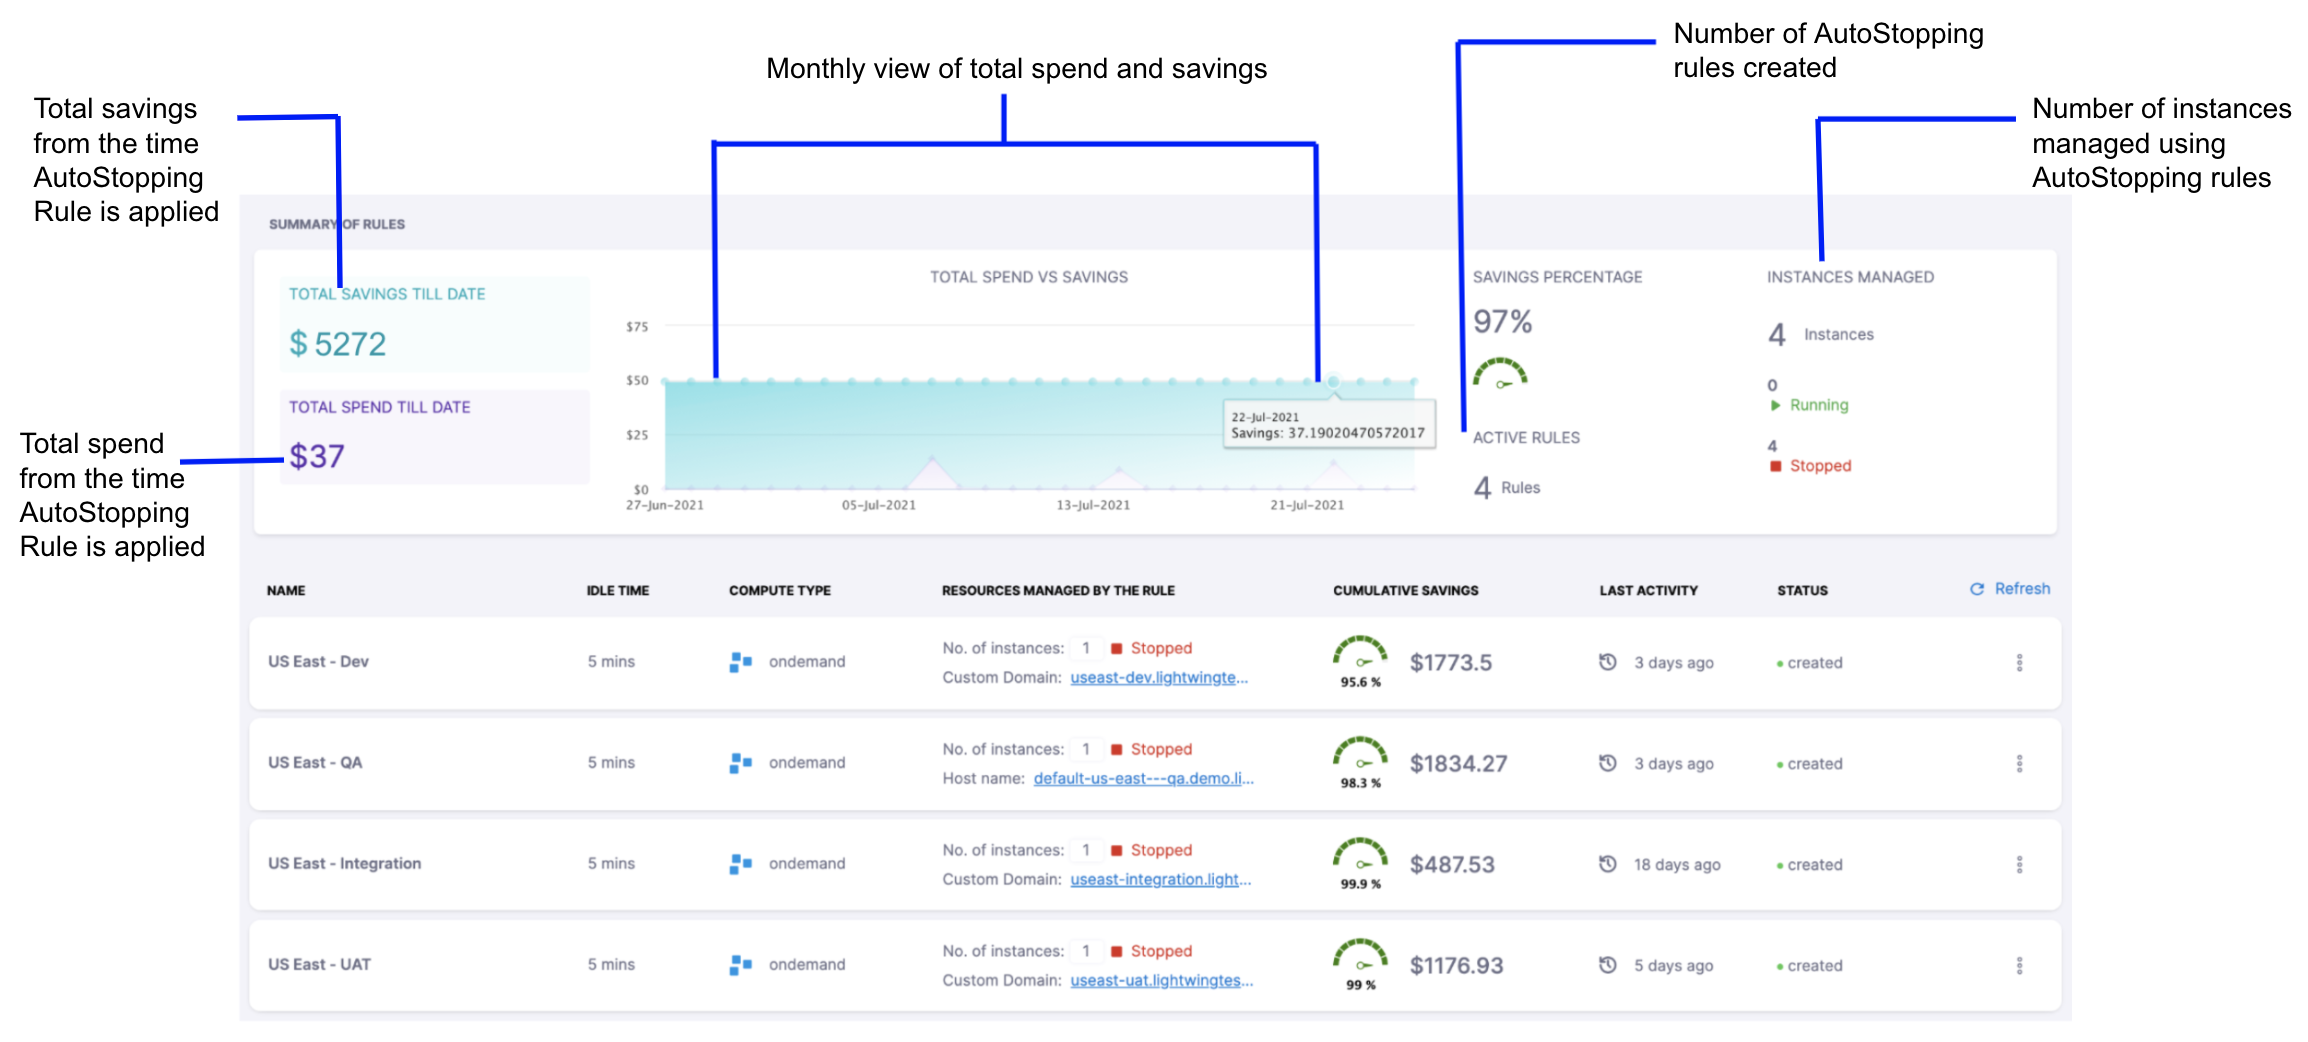 Number of AutoStopping
rules created
Monthly view of total spend and savings
Total savings
from the time
AutoStopping
Rule is applied
Number of instances
managed using
AutoStopping rules
SUMMARY OF RULES
TOTAL SAVINGS TILL DATE
$ 5272
TOTAL SPEND TILL DATE
$37
Total spend
from the time
AutoStopping
Rule is applied
TOTAL SPEND VS SAVINGS
$75
$50
$25
$0
27-Jun-2021
05-Jul-2021
13-Jul-2021
21-Jul-2021
22-Jul-2021
Savings: 37.19020470572017
SAVINGS PERCENTAGE
97%
ACTIVE RULES
4 Rules
INSTANCES MANAGED
4 Instances
0
Running
4
Stopped
NAME IDLE TIME COMPUTE TYPE RESOURCES MANAGED BY THE RULE CUMULATIVE SAVINGS LAST ACTIVITY STATUS Refresh
US East - Dev 5 mins ondemand No. of instances: 1 Stopped
Custom Domain: useast-dev.lightwingte...
95.6 % $1773.5 3 days ago created
US East - QA 5 mins ondemand No. of instances: 1 Stopped
Host name: default-us-east---qa.demo.li...
98.3 % $1834.27 3 days ago created
US East - Integration 5 mins ondemand No. of instances: 1 Stopped
Custom Domain: useast-integration.light...
99.9 % $487.53 18 days ago created
US East - UAT 5 mins ondemand No. of instances: 1 Stopped
Custom Domain: useast-uat.lightwingtes...
99 % $1176.93 5 days ago created